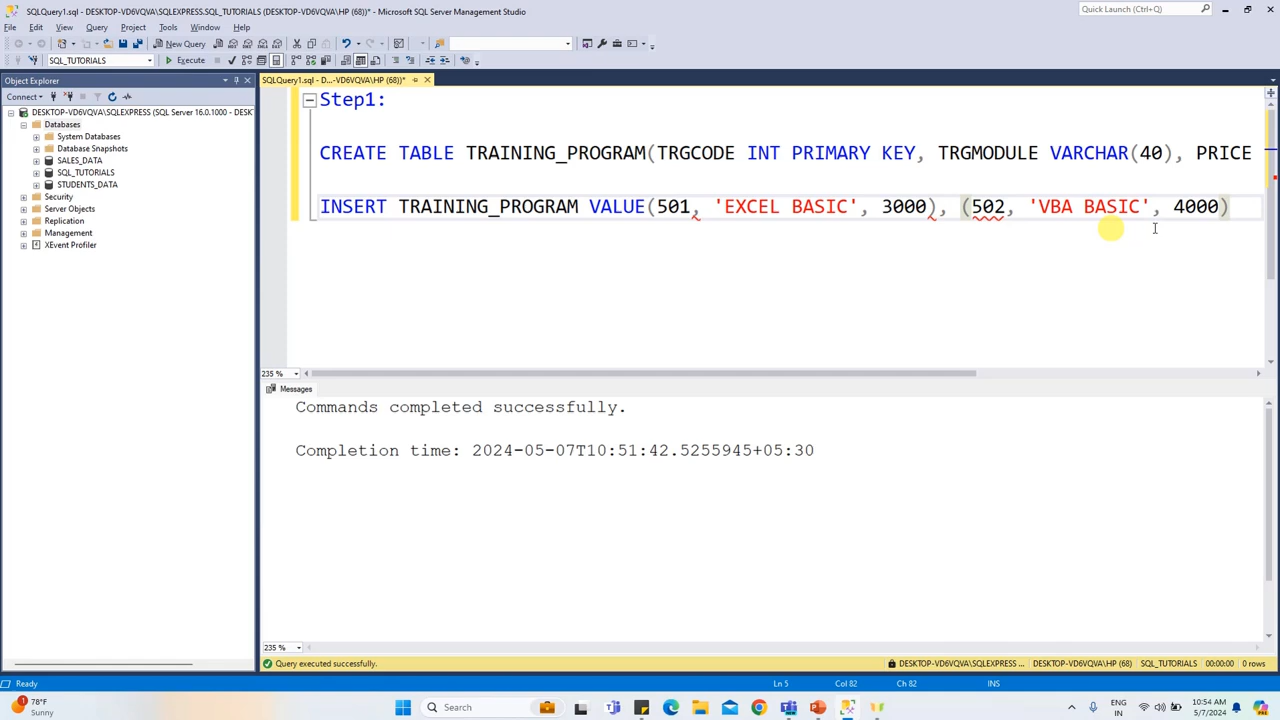 SQLQuery1.sql - DESKTOP-VD6VQVA\SQLEXPRESS.SQL_TUTORIALS (DESKTOP-VD6VQVA\HP (68))* - Microsoft SQL Server Management Studio
Quick Launch (Ctrl+Q)
File Edit View Query Project Tools Window Help
New Query
SQL_TUTORIALS
Execute
Object Explorer
SQLQuery1.sql - D...-VD6VQVA\HP (68))*
Connect
DESKTOP-VD6VQVA\SQLEXPRESS (SQL Server 16.0.1000 - DESKT
Databases
System Databases
Database Snapshots
SALES_DATA
SQL_TUTORIALS
STUDENTS_DATA
Security
Server Objects
Replication
Management
XEvent Profiler
Step1:
CREATE TABLE TRAINING_PROGRAM(TRGCODE INT PRIMARY KEY, TRGMODULE VARCHAR(40), PRICE
INSERT TRAINING_PROGRAM VALUE(501, 'EXCEL BASIC', 3000), (502, 'VBA BASIC', 4000)
235 %
Messages
Commands completed successfully.
Completion time: 2024-05-07T10:51:42.5255945+05:30
235 %
Query executed successfully.
DESKTOP-VD6VQVA\SQLEXPRESS ... DESKTOP-VD6VQVA\HP (68) SQL_TUTORIALS 00:00:00 0 rows
Ready
Ln 5
Col 82
Ch 82
INS
78°F
Sunny
Search
ENG
IN
10:54 AM
5/7/2024